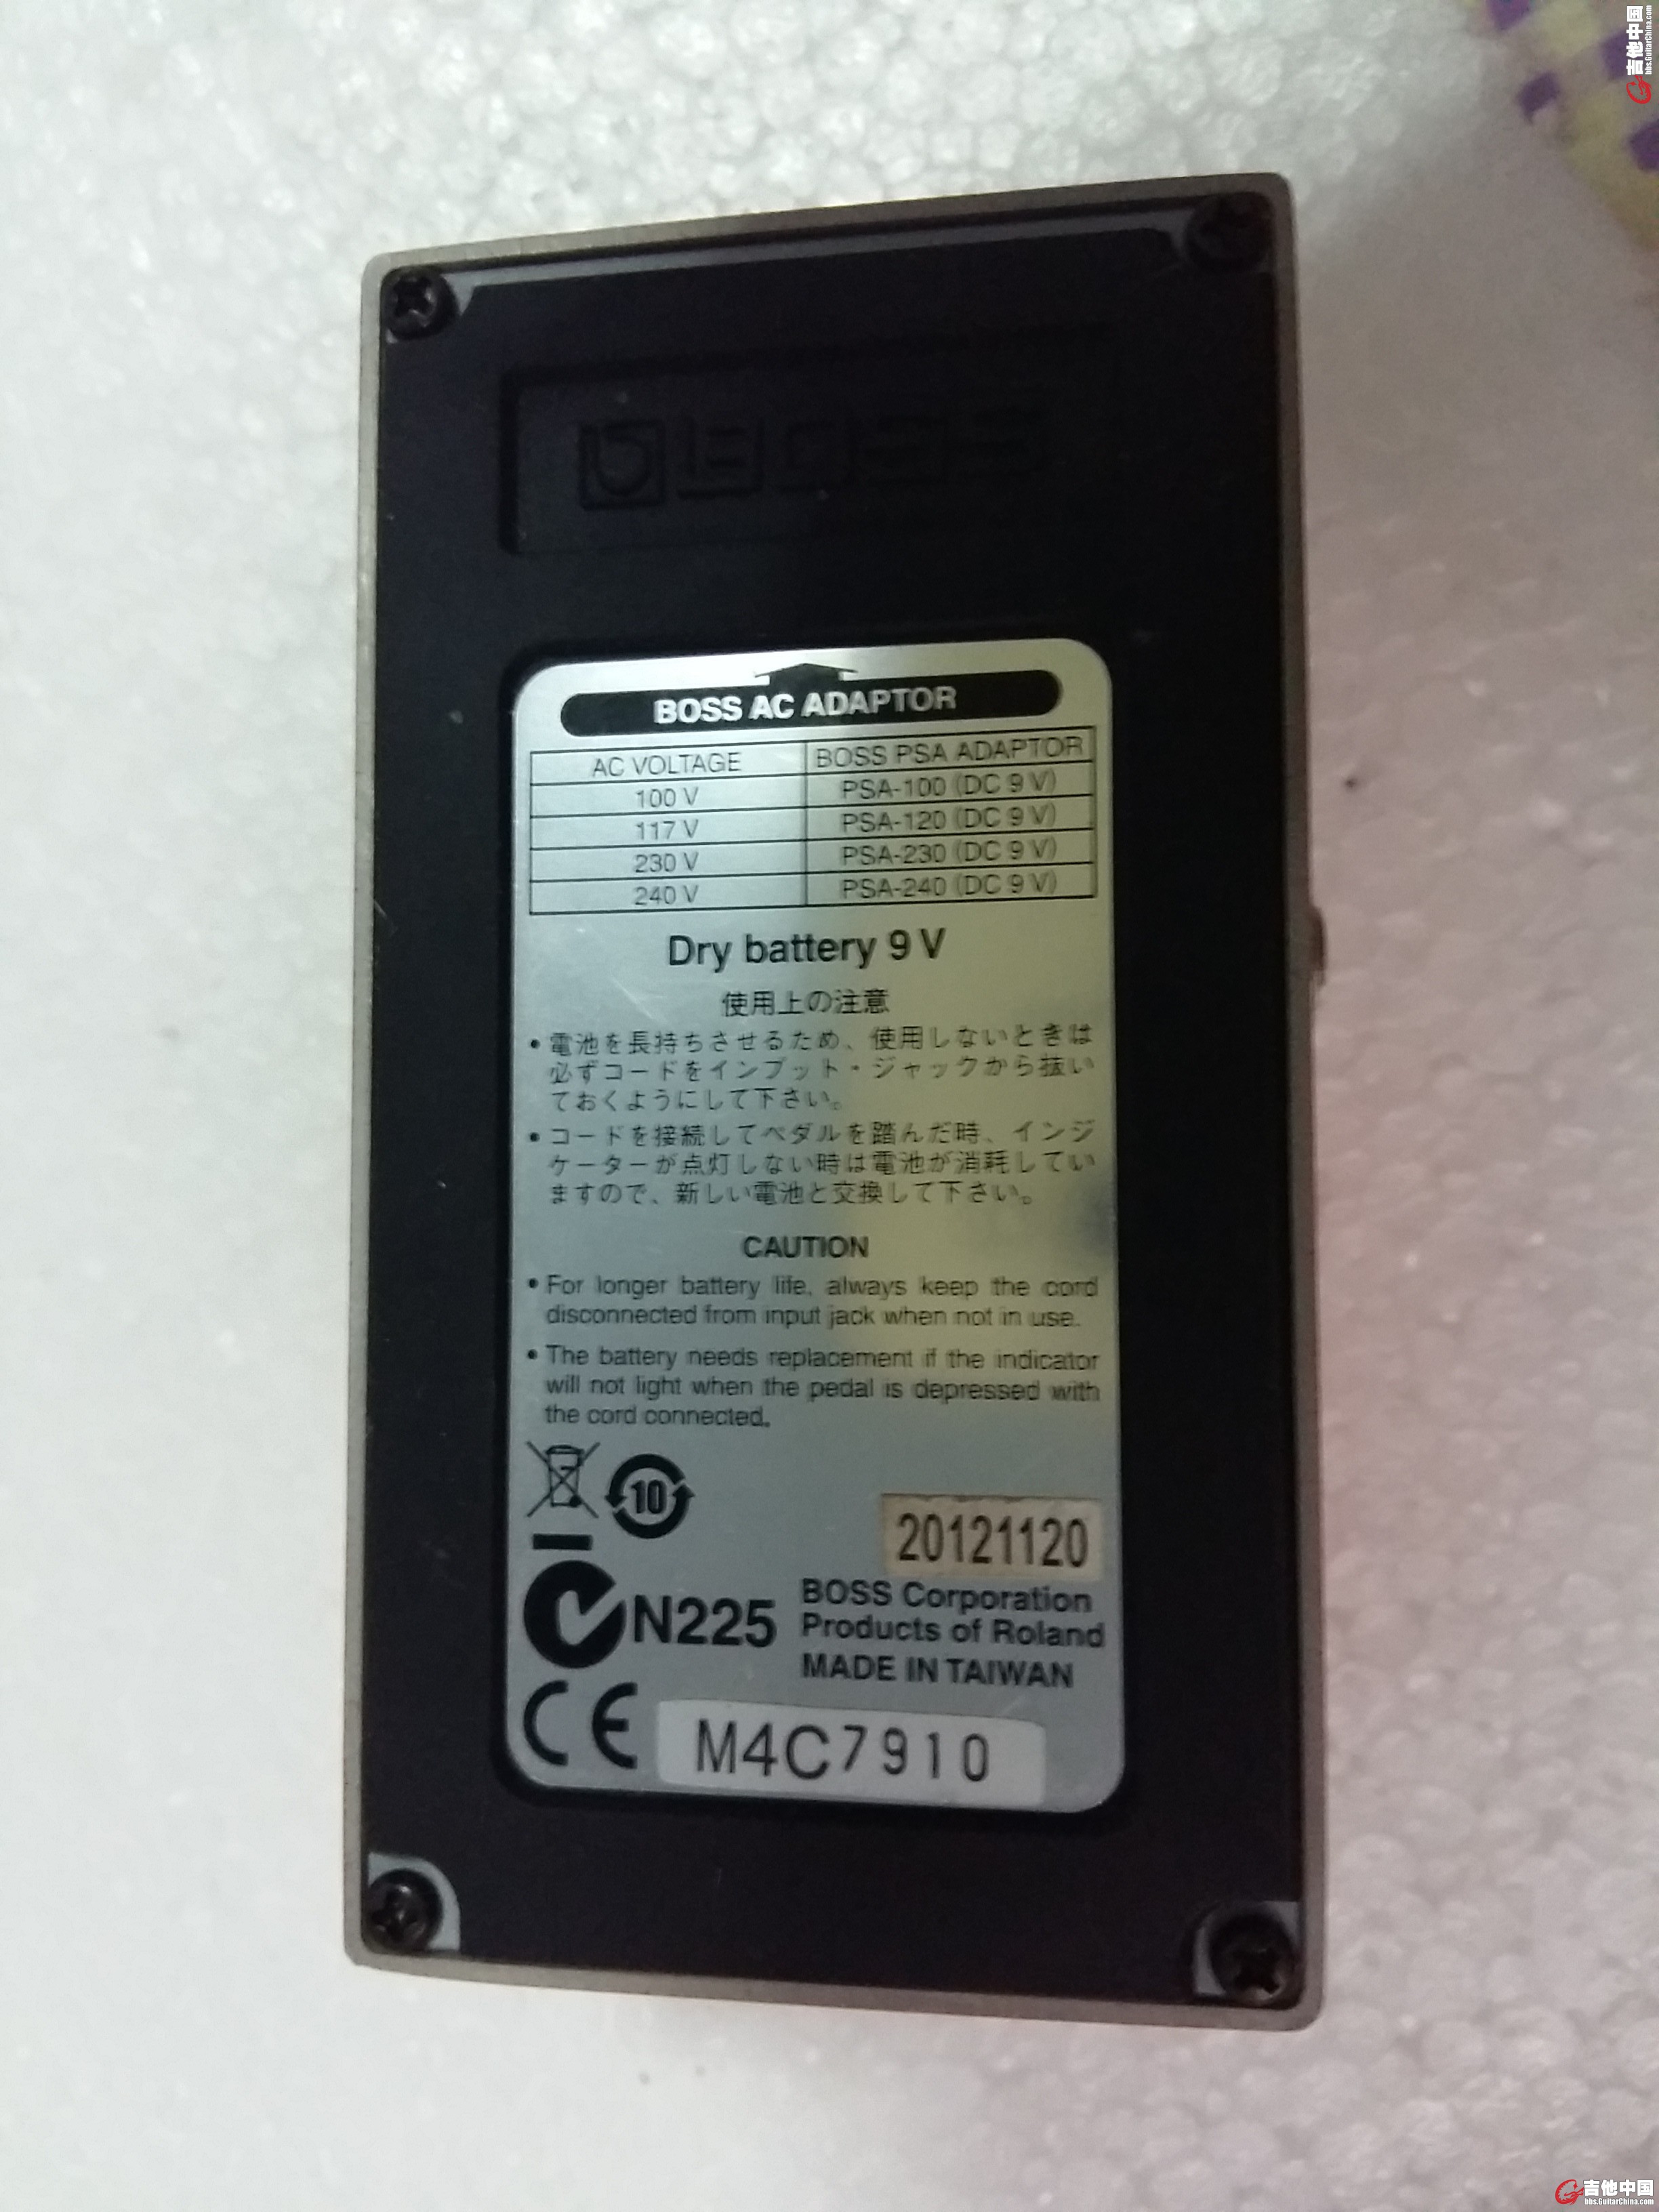 吉他中国
bbs.GuitarChina.com
BOSS
BOSS AC ADAPTOR
AC VOLTAGE BOSS PSA ADAPTOR
100 V PSA-100 (DC 9 V)
117 V PSA-120 (DC 9 V)
230 V PSA-230 (DC 9 V)
240 V PSA-240 (DC 9 V)
Dry battery 9 V
使用上の注意
• 電池を長持ちさせるため、使用しないときは
必ずコードをインプット・ジャックから抜い
ておくようにして下さい。
• コードを接続してペダルを踏んだ時、インジ
ケーターが点灯しない時は電池が消耗してい
ますので、新しい電池と交換して下さい。
CAUTION
• For longer battery life, always keep the cord
disconnected from input jack when not in use.
• The battery needs replacement if the indicator
will not light when the pedal is depressed with
the cord connected.
10
20121120
N225
BOSS Corporation
Products of Roland
MADE IN TAIWAN
CE
M4C7910
吉他中国
bbs.GuitarChina.com